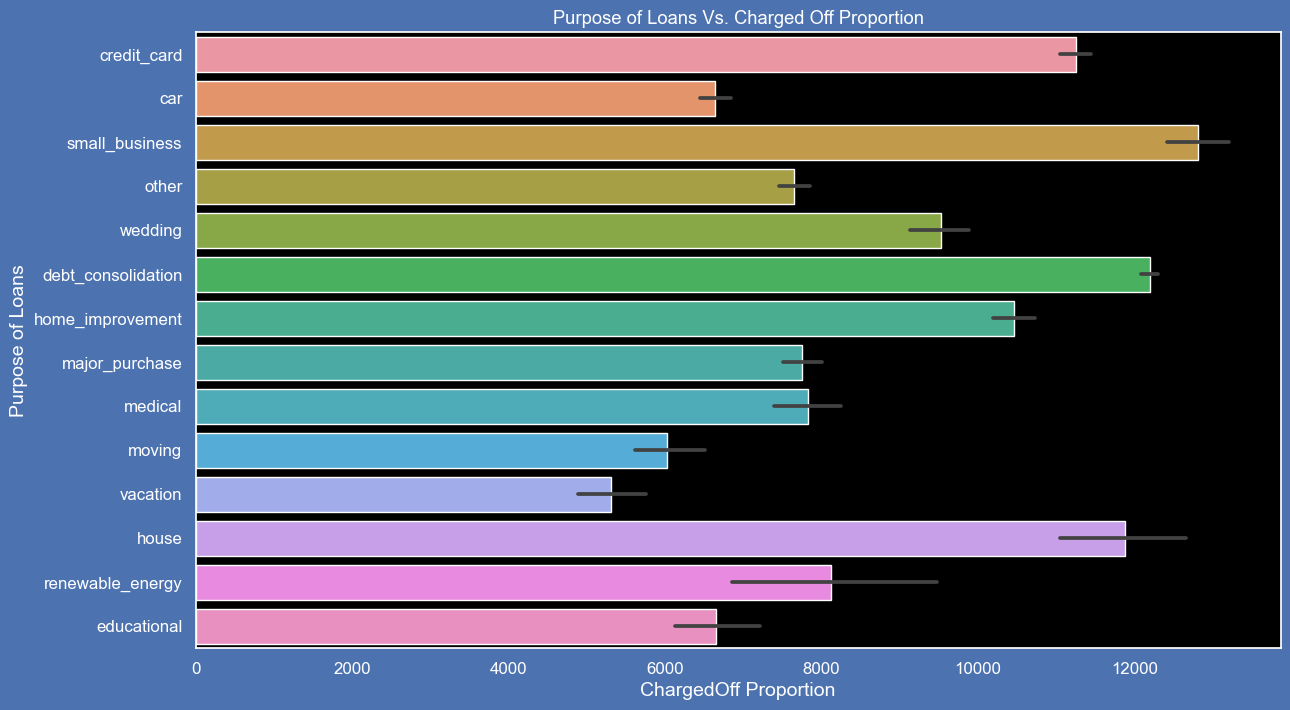 Purpose of Loans Vs. Charged Off Proportion
Purpose of Loans
credit_card
car
small_business
other
wedding
debt_consolidation
home_improvement
major_purchase
medical
moving
vacation
house
renewable_energy
educational
0 2000 4000 6000 8000 10000 12000
ChargedOff Proportion